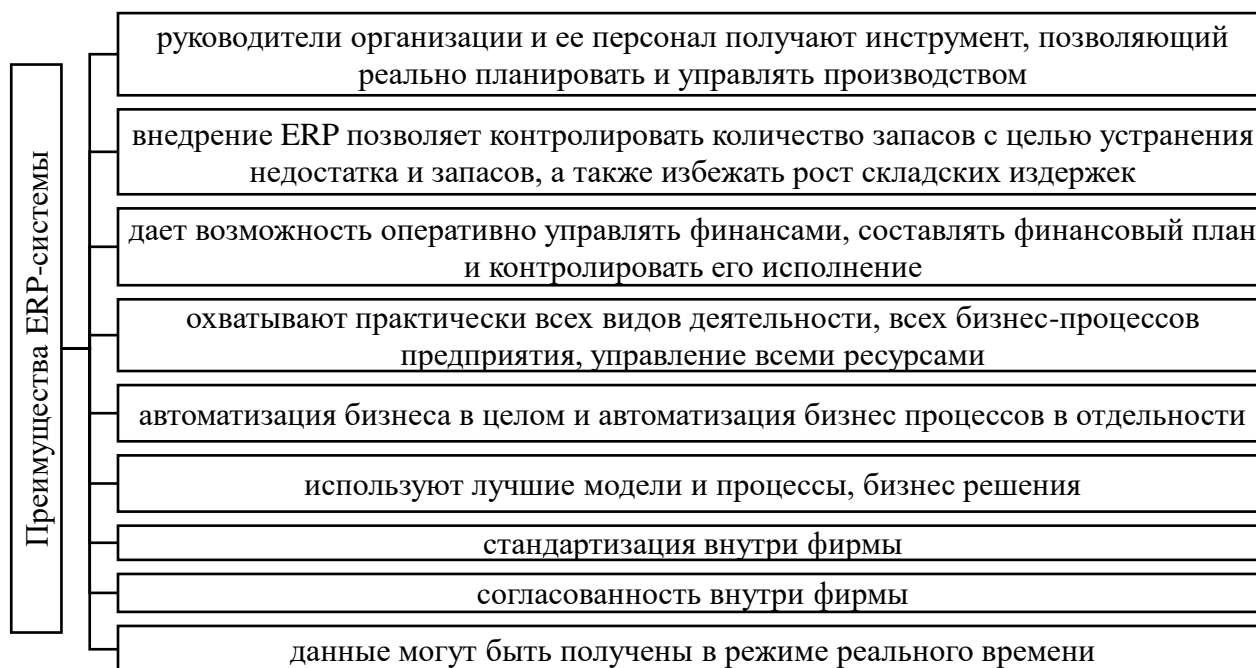 Преимущества ERP-системы
руководители организации и ее персонал получают инструмент, позволяющий
реально планировать и управлять производством
внедрение ERP позволяет контролировать количество запасов с целью устранения
недостатка и запасов, а также избежать рост складских издержек
дает возможность оперативно управлять финансами, составлять финансовый план
и контролировать его исполнение
охватывают практически всех видов деятельности, всех бизнес-процессов
предприятия, управление всеми ресурсами
автоматизация бизнеса в целом и автоматизация бизнес процессов в отдельности
используют лучшие модели и процессы, бизнес решения
стандартизация внутри фирмы
согласованность внутри фирмы
данные могут быть получены в режиме реального времени